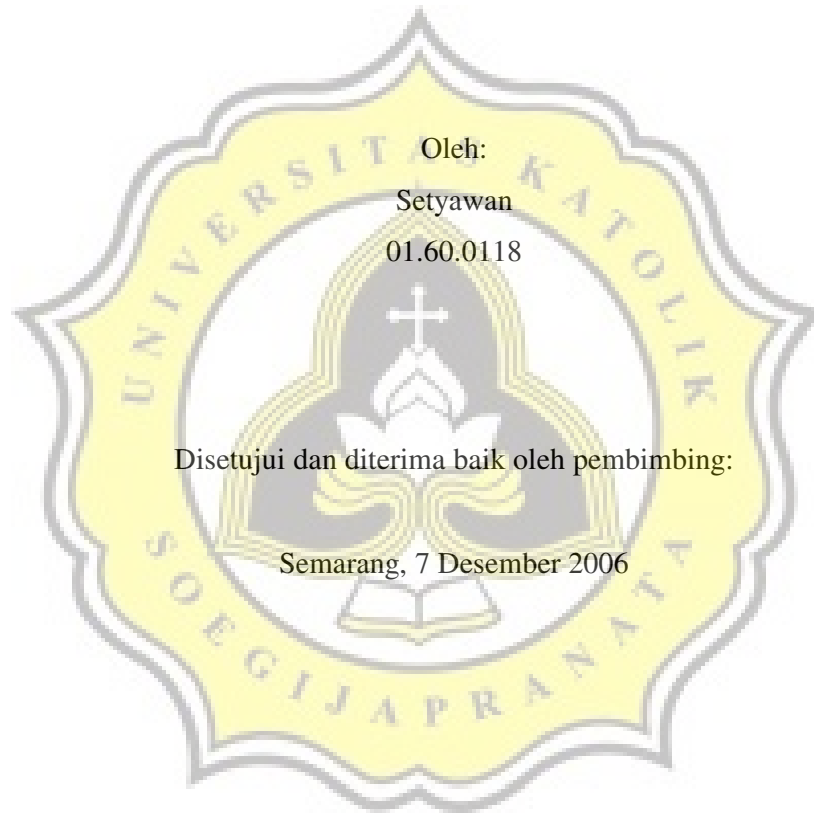 Oleh:
Setyawan
01.60.0118
Disetujui dan diterima baik oleh pembimbing:
Semarang, 7 Desember 2006
UNIVERSITAS KATOLIK
SOEGIJAPRANATA